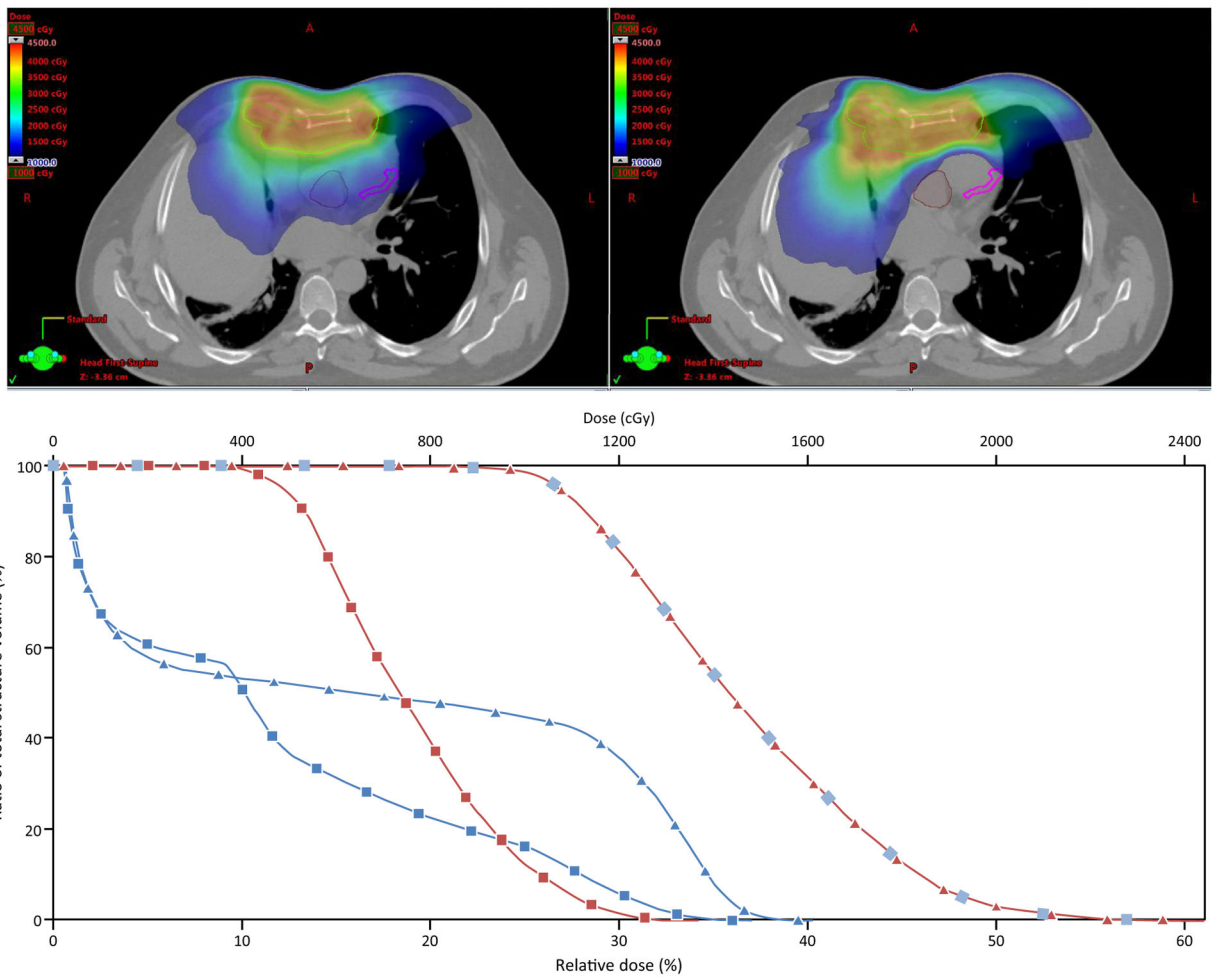 Dose
4500 cGy
4500.0
4000 cGy
3500 cGy
3000 cGy
2500 cGy
2000 cGy
1500 cGy
1000.0
1000 cGy
A
R
L
P
Standard
Head First-Supine
Z: -3.36 cm
Dose
4500 cGy
4500.0
4000 cGy
3500 cGy
3000 cGy
2500 cGy
2000 cGy
1500 cGy
1000.0
1000 cGy
A
R
L
P
Standard
Head First-Supine
Z: -3.36 cm
Dose (cGy)
0 400 800 1200 1600 2000 2400
100
80
60
40
20
0
0 10 20 30 40 50 60
Relative dose (%)